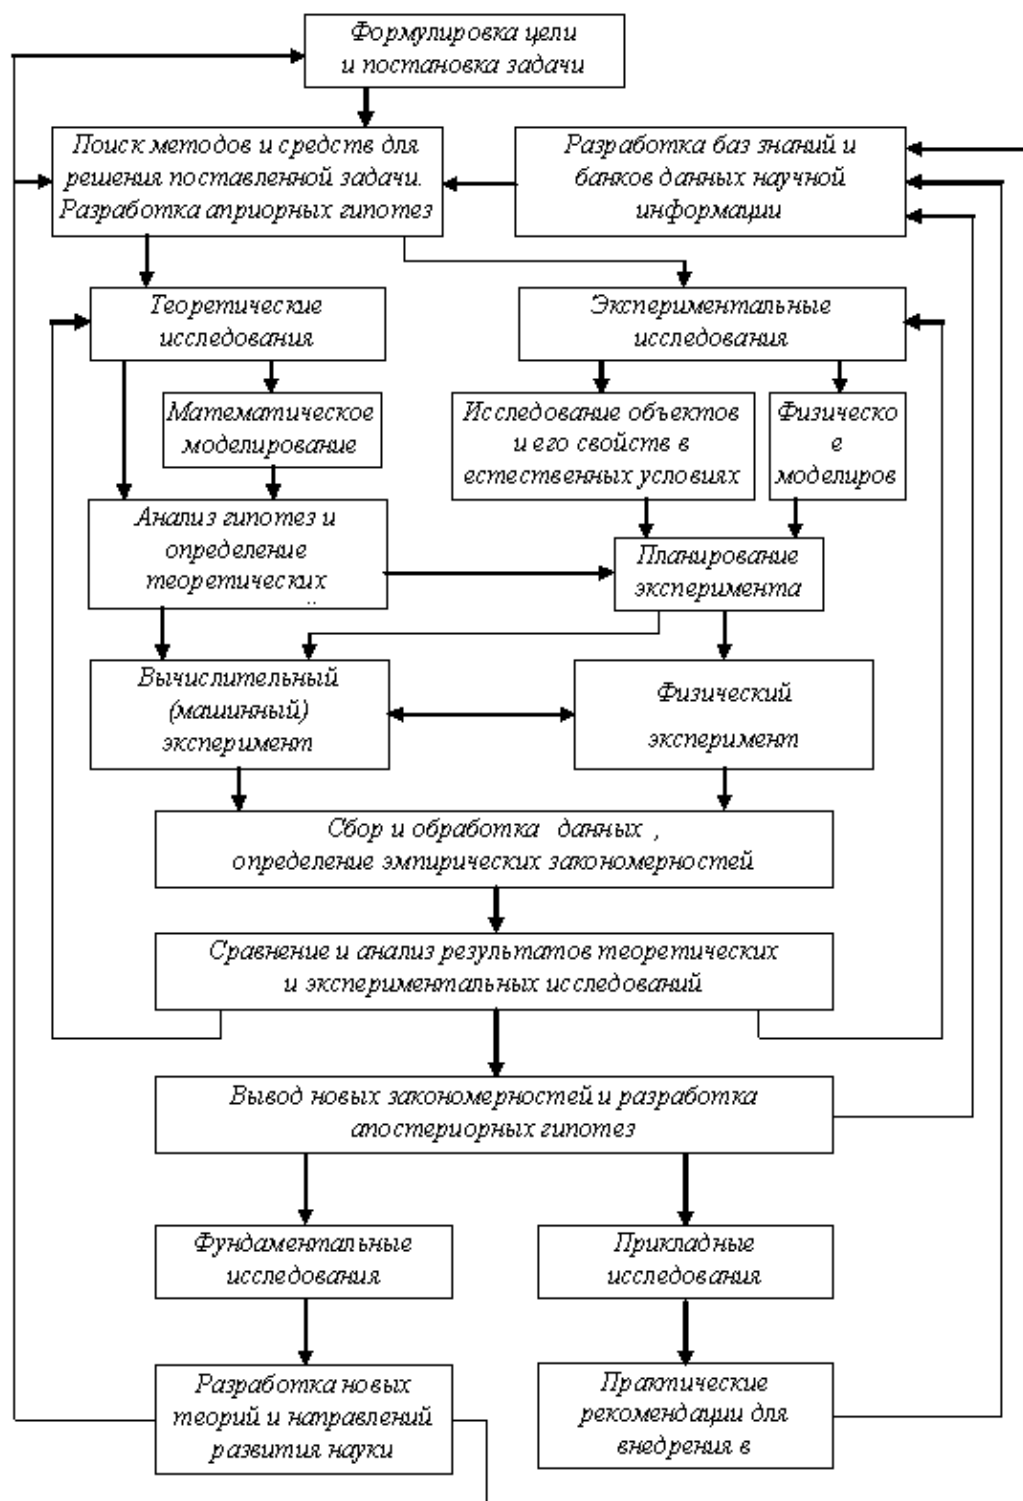 Формулировка цели
и постановка задачи
Поиск методов и средств для
решения поставленной задачи.
Разработка априорных гипотез
Разработка баз знаний и
банков данных научной
информации
Теоретические
исследования
Экспериментальные
исследования
Математическое
моделирование
Исследование объектов
и его свойств в
естественных условиях
Физическо
е
моделиров
Анализ гипотез и
определение
теоретических
Планирование
эксперимента
Вычислительный
(машинный)
эксперимент
Физический
эксперимент
Сбор и обработка данных ,
определение эмпирических закономерностей
Сравнение и анализ результатов теоретических
и экспериментальных исследований
Вывод новых закономерностей и разработка
апостериорных гипотез
Фундаментальные
исследования
Прикладные
исследования
Разработка новых
теорий и направлений
развития науки
Практические
рекомендации для
внедрения в